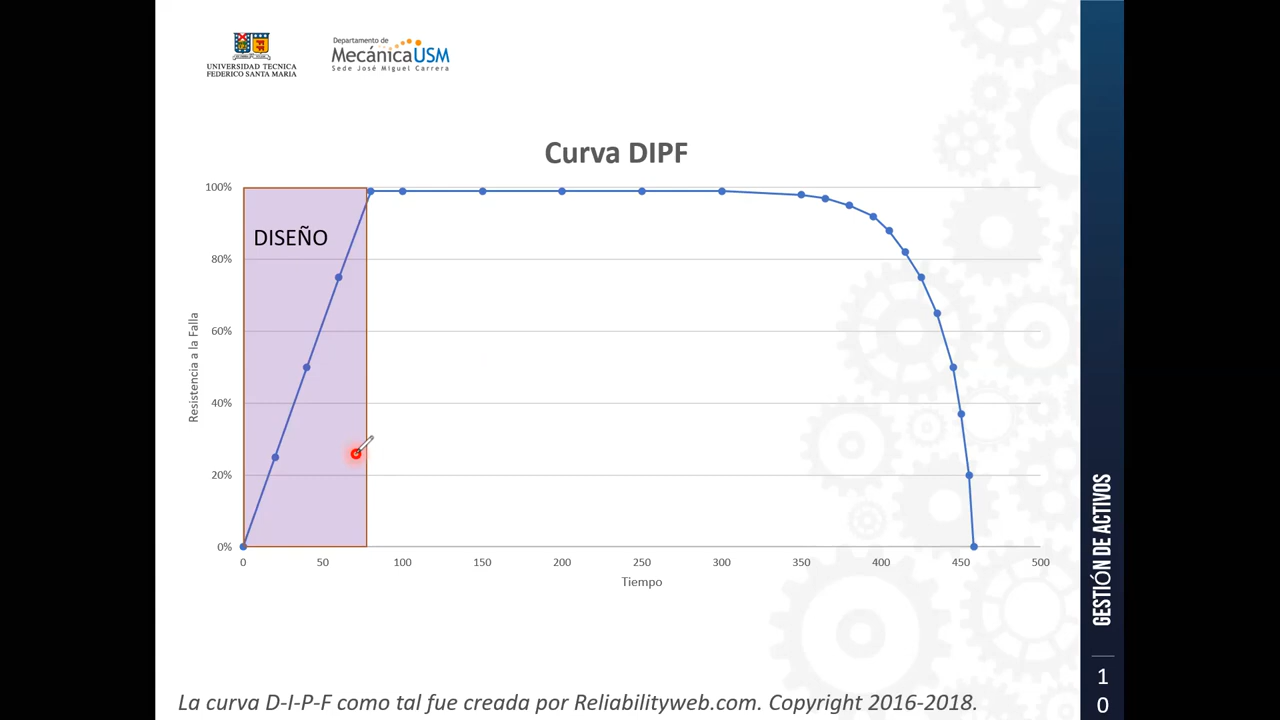 UNIVERSIDAD TECNICA
FEDERICO SANTA MARIA
Departamento de
MecánicaUSM
Sede José Miguel Carrera
Curva DIPF
100%
80%
60%
40%
20%
0%
Resistencia a la Falla
DISEÑO
0 50 100 150 200 250 300 350 400 450 500
Tiempo
GESTIÓN DE ACTIVOS
1
0
La curva D-I-P-F como tal fue creada por Reliabilityweb.com. Copyright 2016-2018.